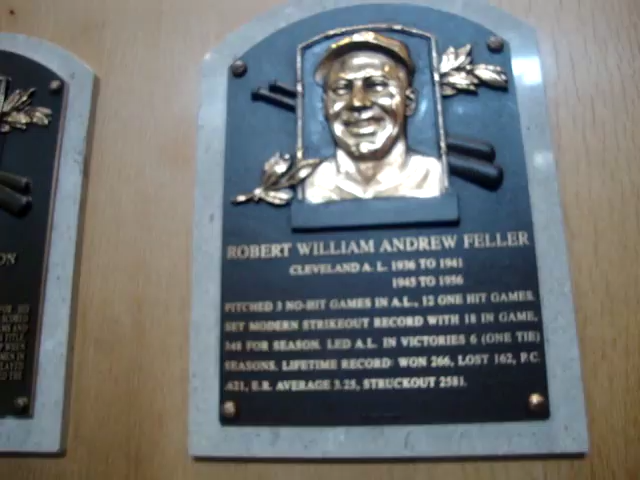 ROBERT WILLIAM ANDREW FELLER
CLEVELAND A. L. 1936 TO 1941
1945 TO 1956
PITCHED 3 NO-HIT GAMES IN A.L., 12 ONE HIT GAMES.
SET MODERN STRIKEOUT RECORD WITH 18 IN GAME,
348 FOR SEASON. LED A.L. IN VICTORIES 6 (ONE TIE)
SEASONS. LIFETIME RECORD: WON 266, LOST 162, P.C.
.621, E.R. AVERAGE 3.25, STRUCKOUT 2581.
ON